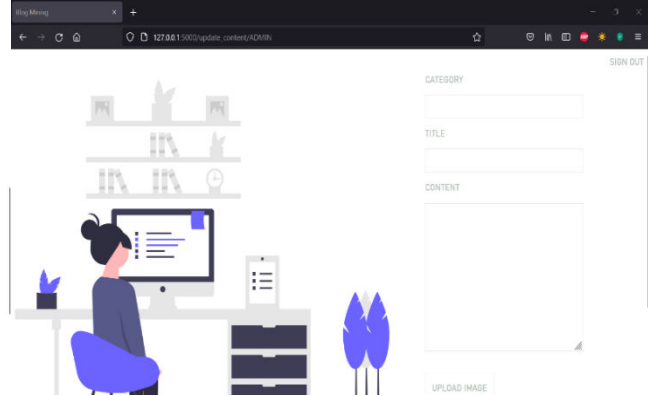 Blog Mining
127.0.0.1:5000/update_content/ADMIN
SIGN OUT
CATEGORY
TITLE
CONTENT
UPLOAD IMAGE